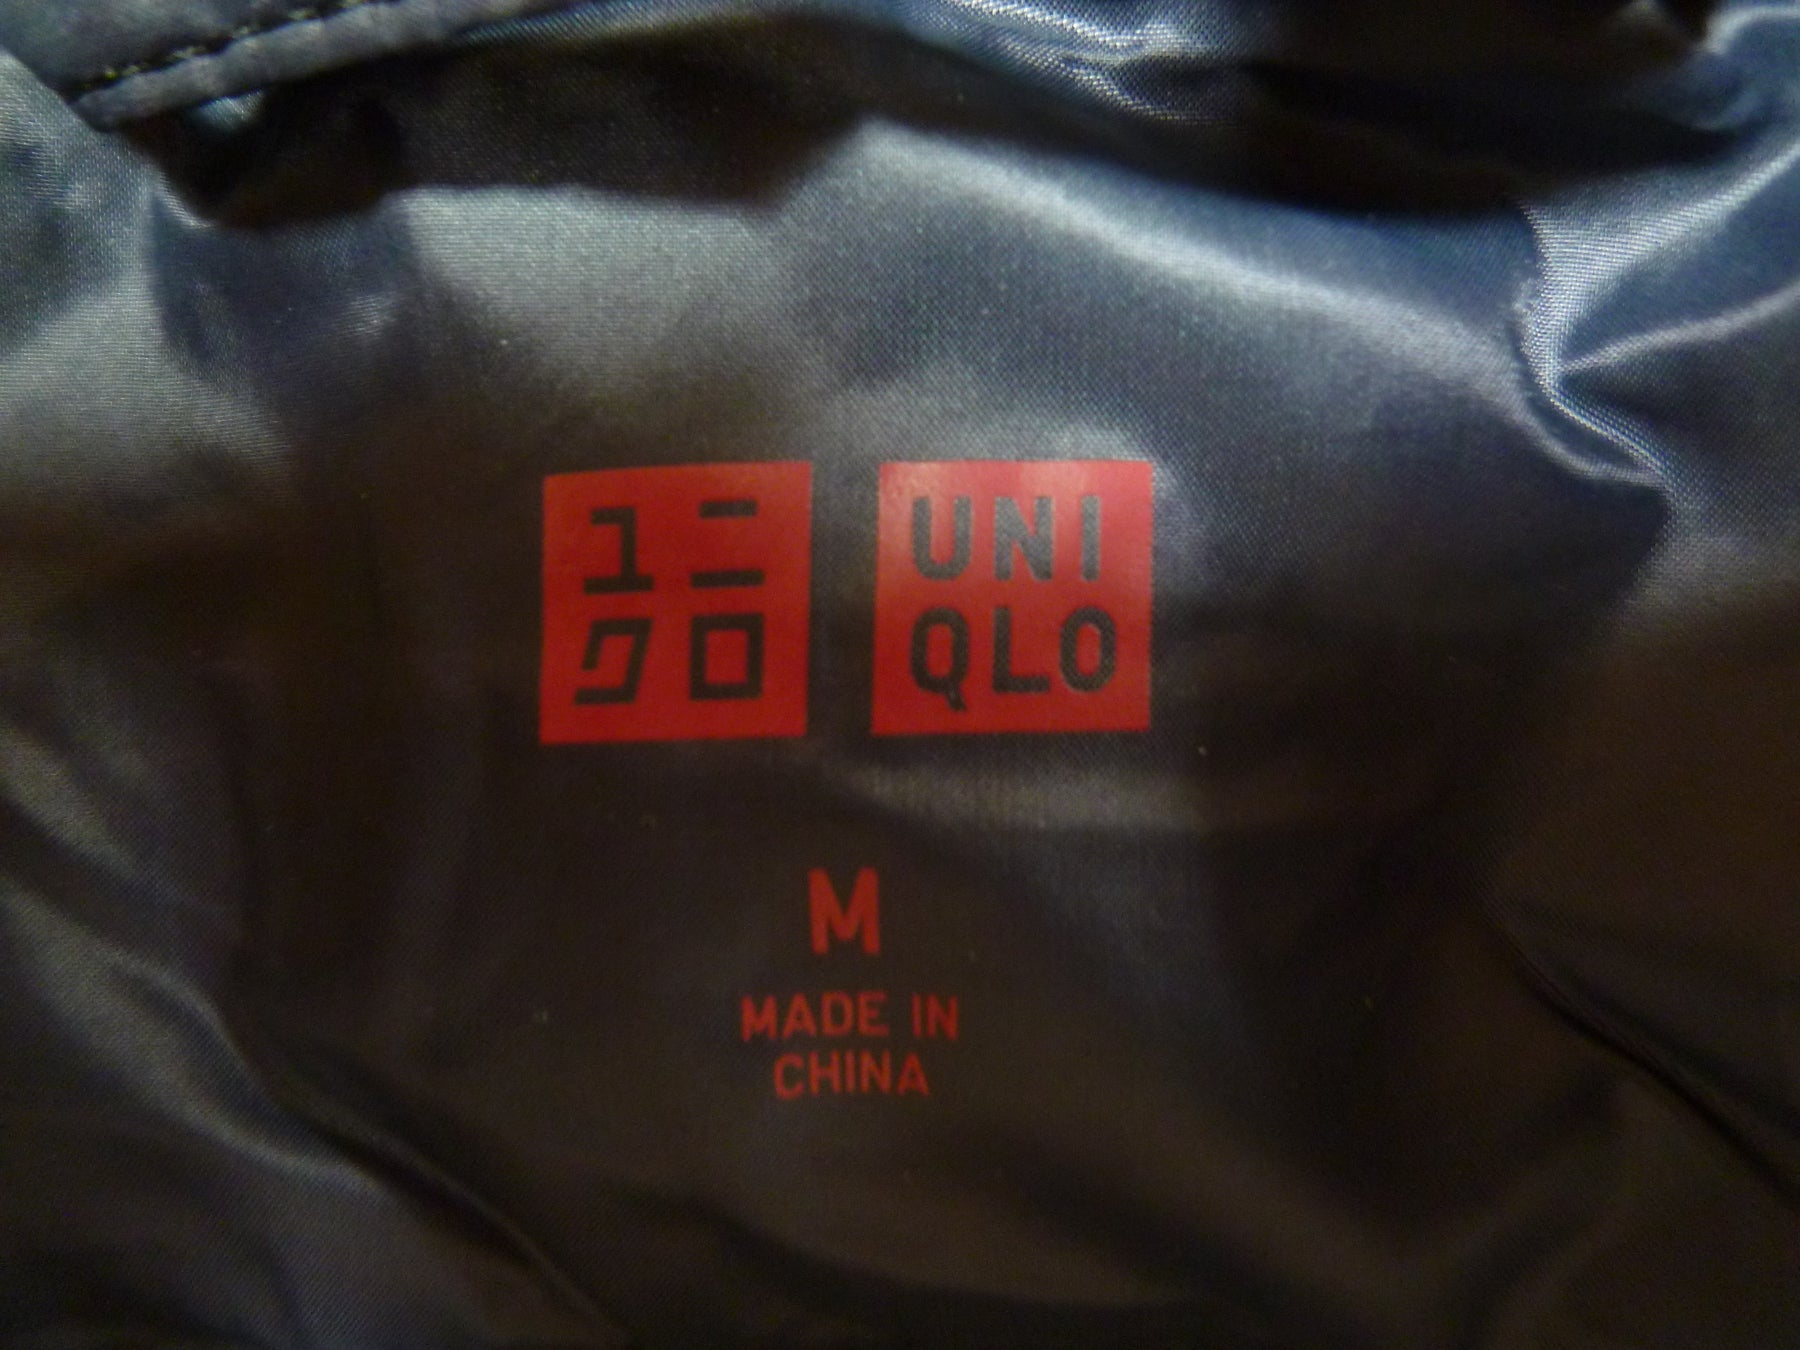 ユニ
クロ
UNI
QLO
M
MADE IN
CHINA